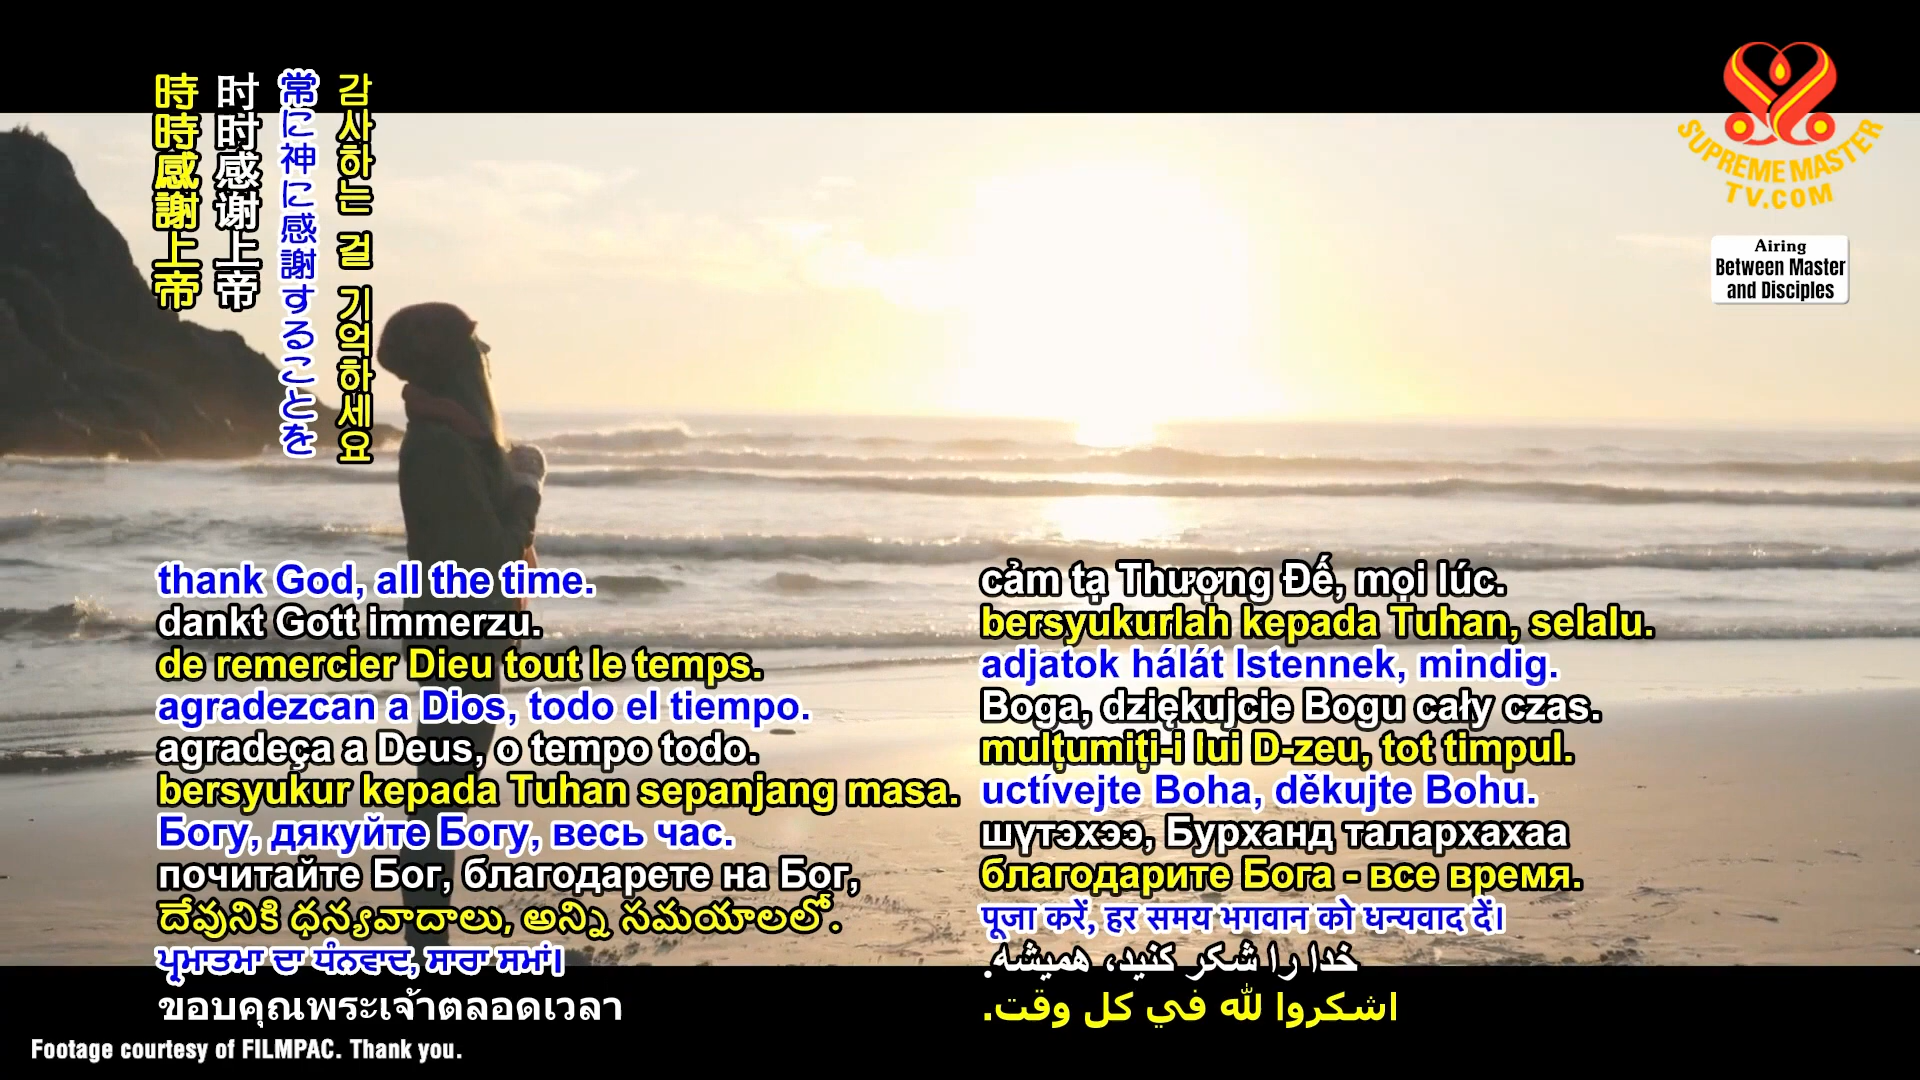 時時感謝上帝
时时感谢上帝
常に神に感謝することを
감사하는 걸 기억하세요
SUPREME MASTER
TV.COM
Airing
Between Master
and Disciples
thank God, all the time.
dankt Gott immerzu.
de remercier Dieu tout le temps.
agradezcan a Dios, todo el tiempo.
agradeça a Deus, o tempo todo.
bersyukur kepada Tuhan sepanjang masa.
Богу, дякуйте Богу, весь час.
почитайте Бог, благодарете на Бог,
దేవునికి ధన్యవాదాలు, అన్ని సమయాలలో.
ਪ੍ਰਮਾਤਮਾ ਦਾ ਧੰਨਵਾਦ, ਸਾਰਾ ਸਮਾਂ।
ขอบคุณพระเจ้าตลอดเวลา
cảm tạ Thượng Đế, mọi lúc.
bersyukurlah kepada Tuhan, selalu.
adjatok hálát Istennek, mindig.
Boga, dziękujcie Bogu cały czas.
mulțumiți-i lui D-zeu, tot timpul.
uctívejte Boha, děkujte Bohu.
шүтэхээ, Бурханд талархахаа
благодарите Бога - все время.
पूजा करें, हर समय भगवान को धन्यवाद दें।
خدا را شکر کنید، همیشه.
اشكروا لله في كل وقت.
Footage courtesy of FILMPAC. Thank you.